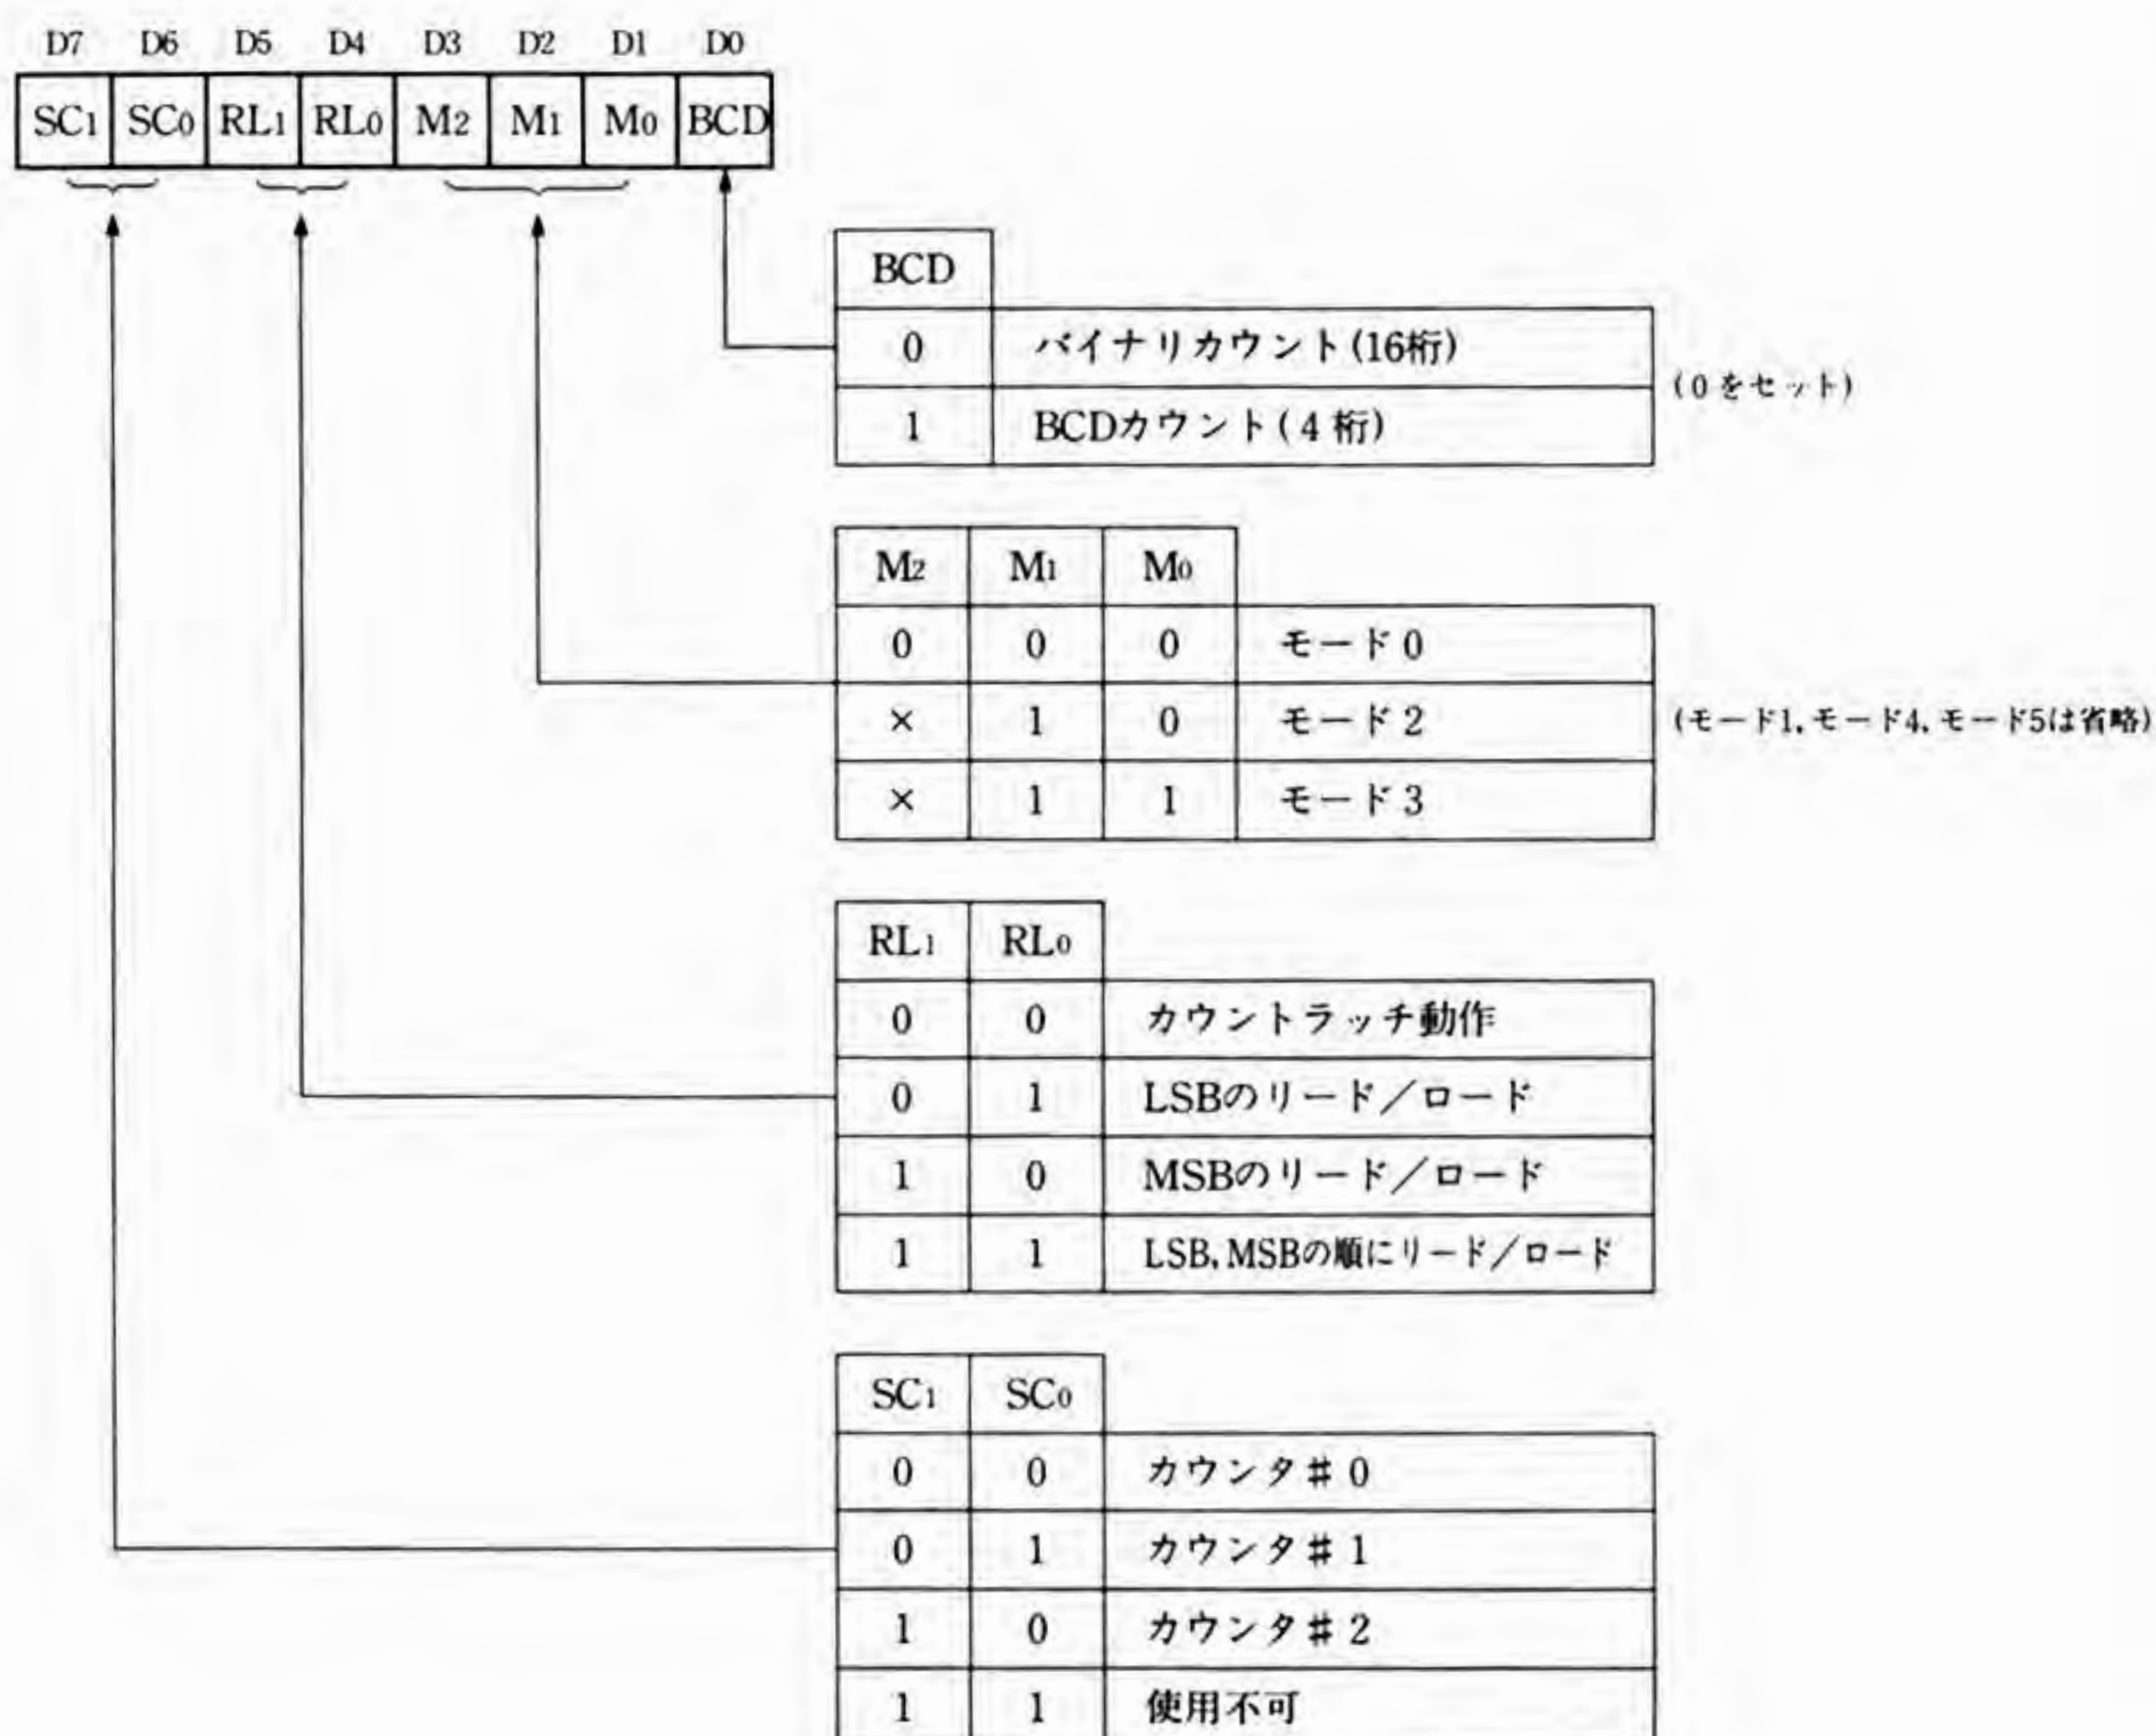 D7 D6 D5 D4 D3 D2 D1 D0
SC1 SC0 RL1 RL0 M2 M1 M0 BCD
BCD
0 バイナリカウント(16桁)
(0をセット)
1 BCDカウント(4桁)
M2 M1 M0
0 0 0 モード0
× 1 0 モード2 (モード1,モード4,モード5は省略)
× 1 1 モード3
RL1 RL0
0 0 カウントラッチ動作
0 1 LSBのリード/ロード
1 0 MSBのリード/ロード
1 1 LSB,MSBの順にリード/ロード
SC1 SC0
0 0 カウンタ#0
0 1 カウンタ#1
1 0 カウンタ#2
1 1 使用不可